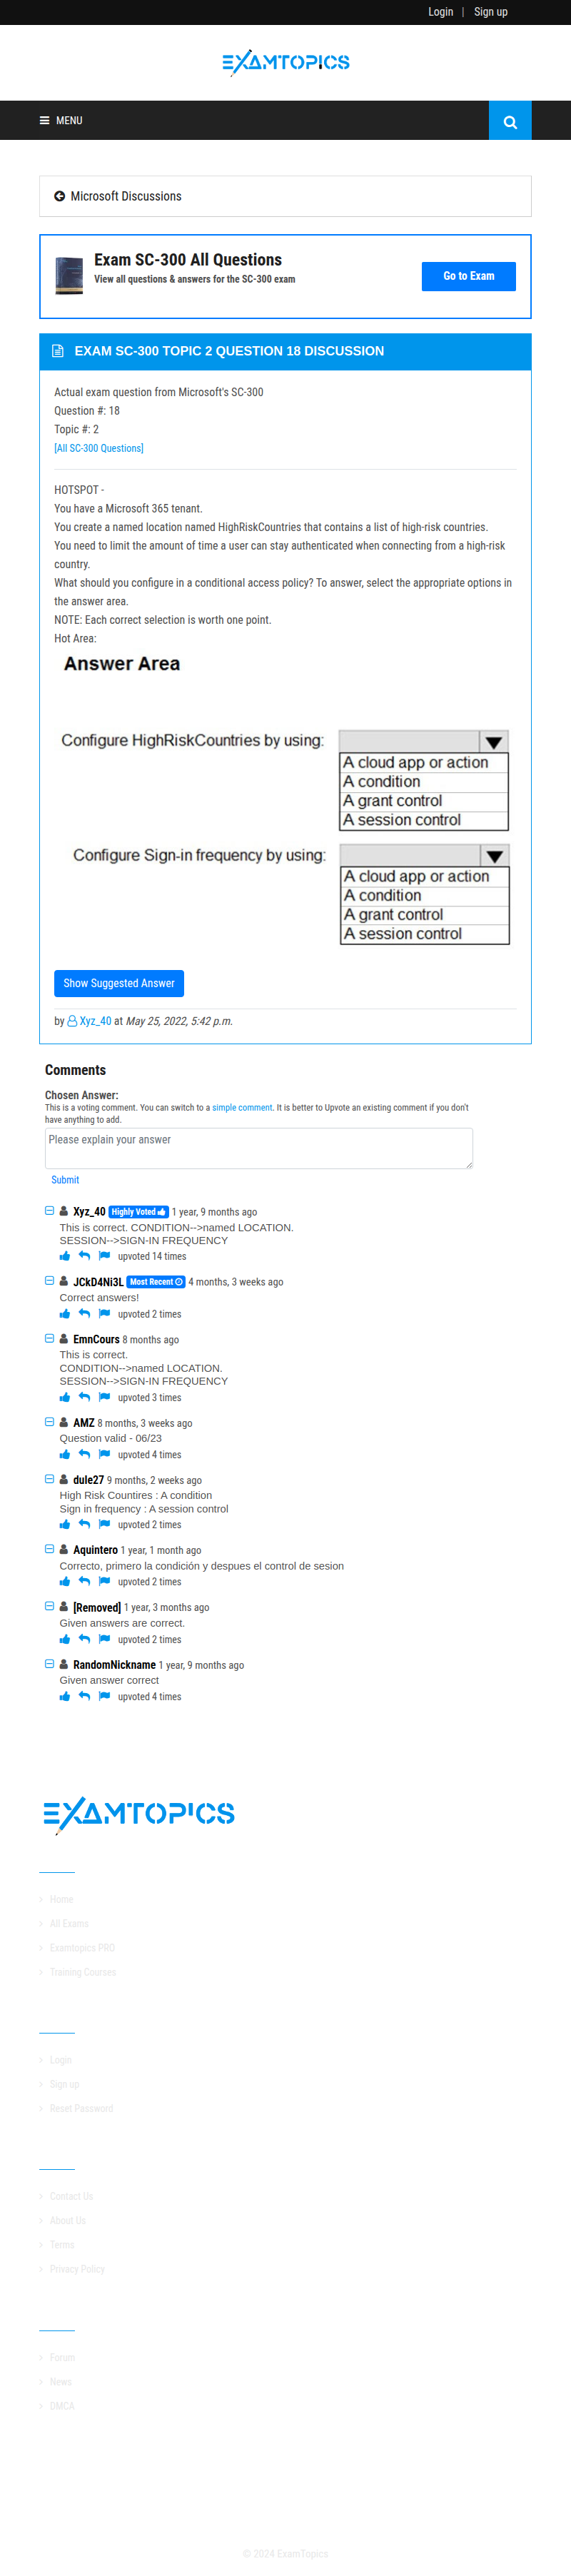 Login | Sign up
EXAMTOPICS
MENU
Microsoft Discussions
Exam SC-300 All Questions
View all questions & answers for the SC-300 exam
Go to Exam
EXAM SC-300 TOPIC 2 QUESTION 18 DISCUSSION
Actual exam question from Microsoft's SC-300
Question #: 18
Topic #: 2
[All SC-300 Questions]
HOTSPOT -
You have a Microsoft 365 tenant.
You create a named location named HighRiskCountries that contains a list of high-risk countries.
You need to limit the amount of time a user can stay authenticated when connecting from a high-risk
country.
What should you configure in a conditional access policy? To answer, select the appropriate options in
the answer area.
NOTE: Each correct selection is worth one point.
Hot Area:
Answer Area
Configure HighRiskCountries by using:
A cloud app or action
A condition
A grant control
A session control
Configure Sign-in frequency by using:
A cloud app or action
A condition
A grant control
A session control
Show Suggested Answer
by Xyz_40 at May 25, 2022, 5:42 p.m.
Comments
Chosen Answer:
This is a voting comment. You can switch to a simple comment. It is better to Upvote an existing comment if you don't
have anything to add.
Please explain your answer
Submit
Xyz_40 Highly Voted 1 year, 9 months ago
This is correct. CONDITION-->named LOCATION.
SESSION-->SIGN-IN FREQUENCY
upvoted 14 times
JCkD4Ni3L Most Recent 4 months, 3 weeks ago
Correct answers!
upvoted 2 times
EmnCours 8 months ago
This is correct.
CONDITION-->named LOCATION.
SESSION-->SIGN-IN FREQUENCY
upvoted 3 times
AMZ 8 months, 3 weeks ago
Question valid - 06/23
upvoted 4 times
dule27 9 months, 2 weeks ago
High Risk Countires : A condition
Sign in frequency : A session control
upvoted 2 times
Aquintero 1 year, 1 month ago
Correcto, primero la condición y despues el control de sesion
upvoted 2 times
[Removed] 1 year, 3 months ago
Given answers are correct.
upvoted 2 times
RandomNickname 1 year, 9 months ago
Given answer correct
upvoted 4 times
EXAMTOPICS
Home
All Exams
Examtopics PRO
Training Courses
Login
Sign up
Reset Password
Contact Us
About Us
Terms
Privacy Policy
Forum
News
DMCA
© 2024 ExamTopics